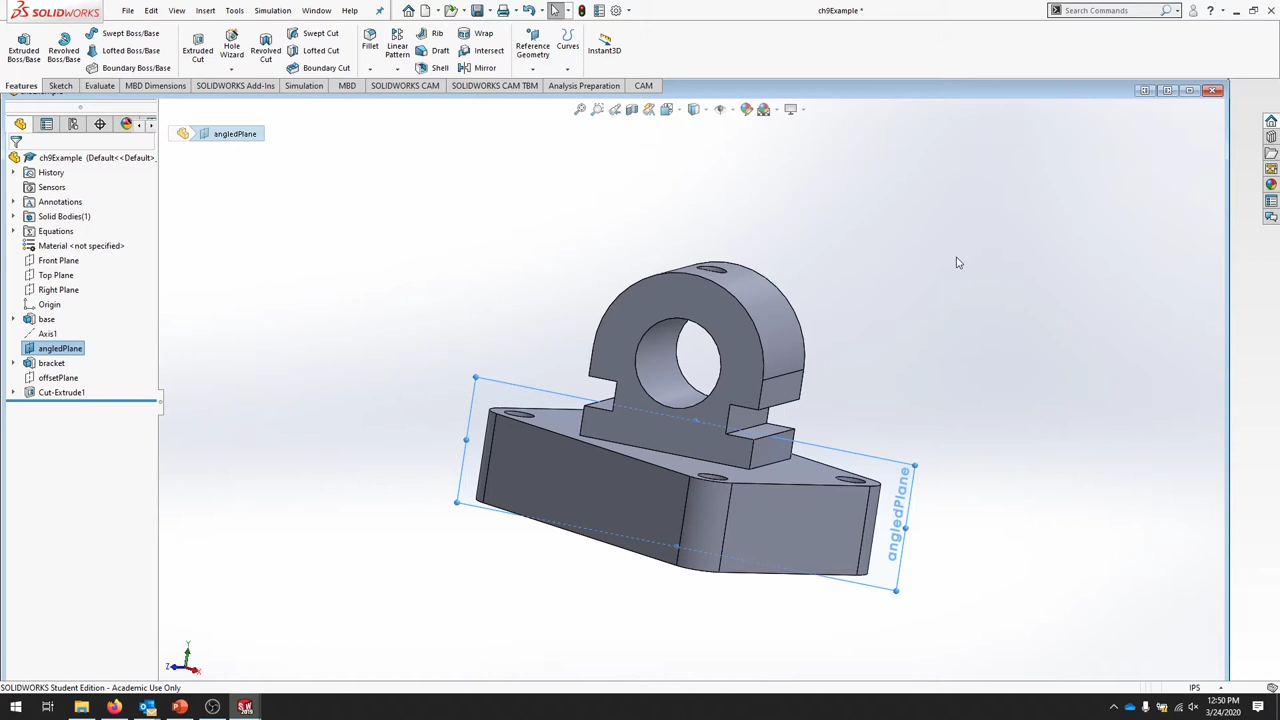 SOLIDWORKS File Edit View Insert Tools Simulation Window Help ch9Example * Search Commands ?
Extruded Boss/Base Revolved Boss/Base Swept Boss/Base Lofted Boss/Base Boundary Boss/Base Extruded Cut Hole Wizard Revolved Cut Swept Cut Lofted Cut Boundary Cut Fillet Linear Pattern Rib Draft Shell Wrap Intersect Mirror Reference Geometry Curves Instant3D
Features Sketch Evaluate MBD Dimensions SOLIDWORKS Add-Ins Simulation MBD SOLIDWORKS CAM SOLIDWORKS CAM TBM Analysis Preparation CAM
angledPlane
ch9Example (Default<<Default>_
History
Sensors
Annotations
Solid Bodies(1)
Equations
Material <not specified>
Front Plane
Top Plane
Right Plane
Origin
base
Axis1
angledPlane
bracket
offsetPlane
Cut-Extrude1
angledPlane
Y
Z
X
SOLIDWORKS Student Edition - Academic Use Only IPS
12:50 PM
3/24/2020